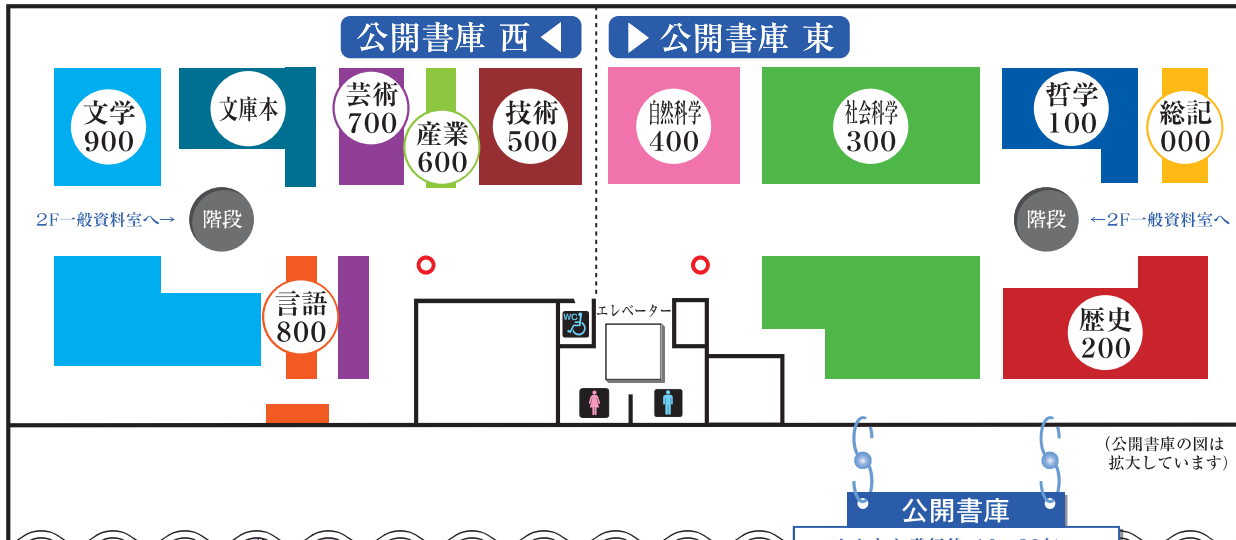 公開書庫 西 ◀
▶ 公開書庫 東
文学
900
文庫本
芸術
700
産業
600
技術
500
自然科学
400
社会科学
300
哲学
100
総記
000
2F一般資料室へ→
階段
階段
←2F一般資料室へ
言語
800
WC
エレベーター
歴史
200
(公開書庫の図は
拡大しています)
公開書庫